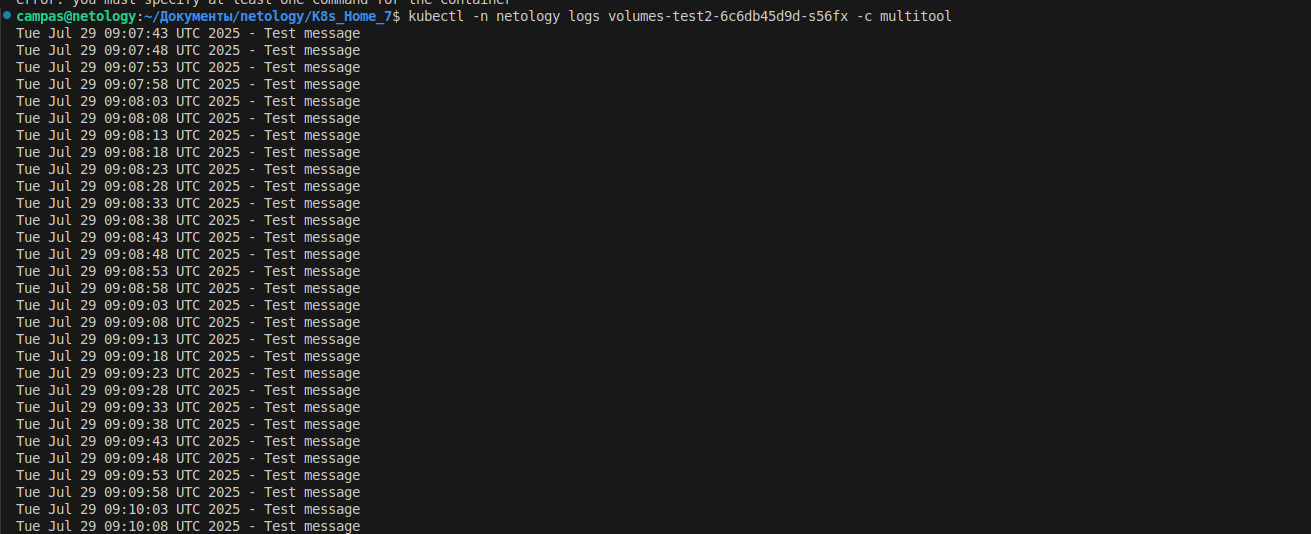 error: you must specify at least one command for the container
campas@netology:~/Документы/netology/K8s_Home_7$ kubectl -n netology logs volumes-test2-6c6db45d9d-s56fx -c multitool
Tue Jul 29 09:07:43 UTC 2025 - Test message
Tue Jul 29 09:07:48 UTC 2025 - Test message
Tue Jul 29 09:07:53 UTC 2025 - Test message
Tue Jul 29 09:07:58 UTC 2025 - Test message
Tue Jul 29 09:08:03 UTC 2025 - Test message
Tue Jul 29 09:08:08 UTC 2025 - Test message
Tue Jul 29 09:08:13 UTC 2025 - Test message
Tue Jul 29 09:08:18 UTC 2025 - Test message
Tue Jul 29 09:08:23 UTC 2025 - Test message
Tue Jul 29 09:08:28 UTC 2025 - Test message
Tue Jul 29 09:08:33 UTC 2025 - Test message
Tue Jul 29 09:08:38 UTC 2025 - Test message
Tue Jul 29 09:08:43 UTC 2025 - Test message
Tue Jul 29 09:08:48 UTC 2025 - Test message
Tue Jul 29 09:08:53 UTC 2025 - Test message
Tue Jul 29 09:08:58 UTC 2025 - Test message
Tue Jul 29 09:09:03 UTC 2025 - Test message
Tue Jul 29 09:09:08 UTC 2025 - Test message
Tue Jul 29 09:09:13 UTC 2025 - Test message
Tue Jul 29 09:09:18 UTC 2025 - Test message
Tue Jul 29 09:09:23 UTC 2025 - Test message
Tue Jul 29 09:09:28 UTC 2025 - Test message
Tue Jul 29 09:09:33 UTC 2025 - Test message
Tue Jul 29 09:09:38 UTC 2025 - Test message
Tue Jul 29 09:09:43 UTC 2025 - Test message
Tue Jul 29 09:09:48 UTC 2025 - Test message
Tue Jul 29 09:09:53 UTC 2025 - Test message
Tue Jul 29 09:09:58 UTC 2025 - Test message
Tue Jul 29 09:10:03 UTC 2025 - Test message
Tue Jul 29 09:10:08 UTC 2025 - Test message